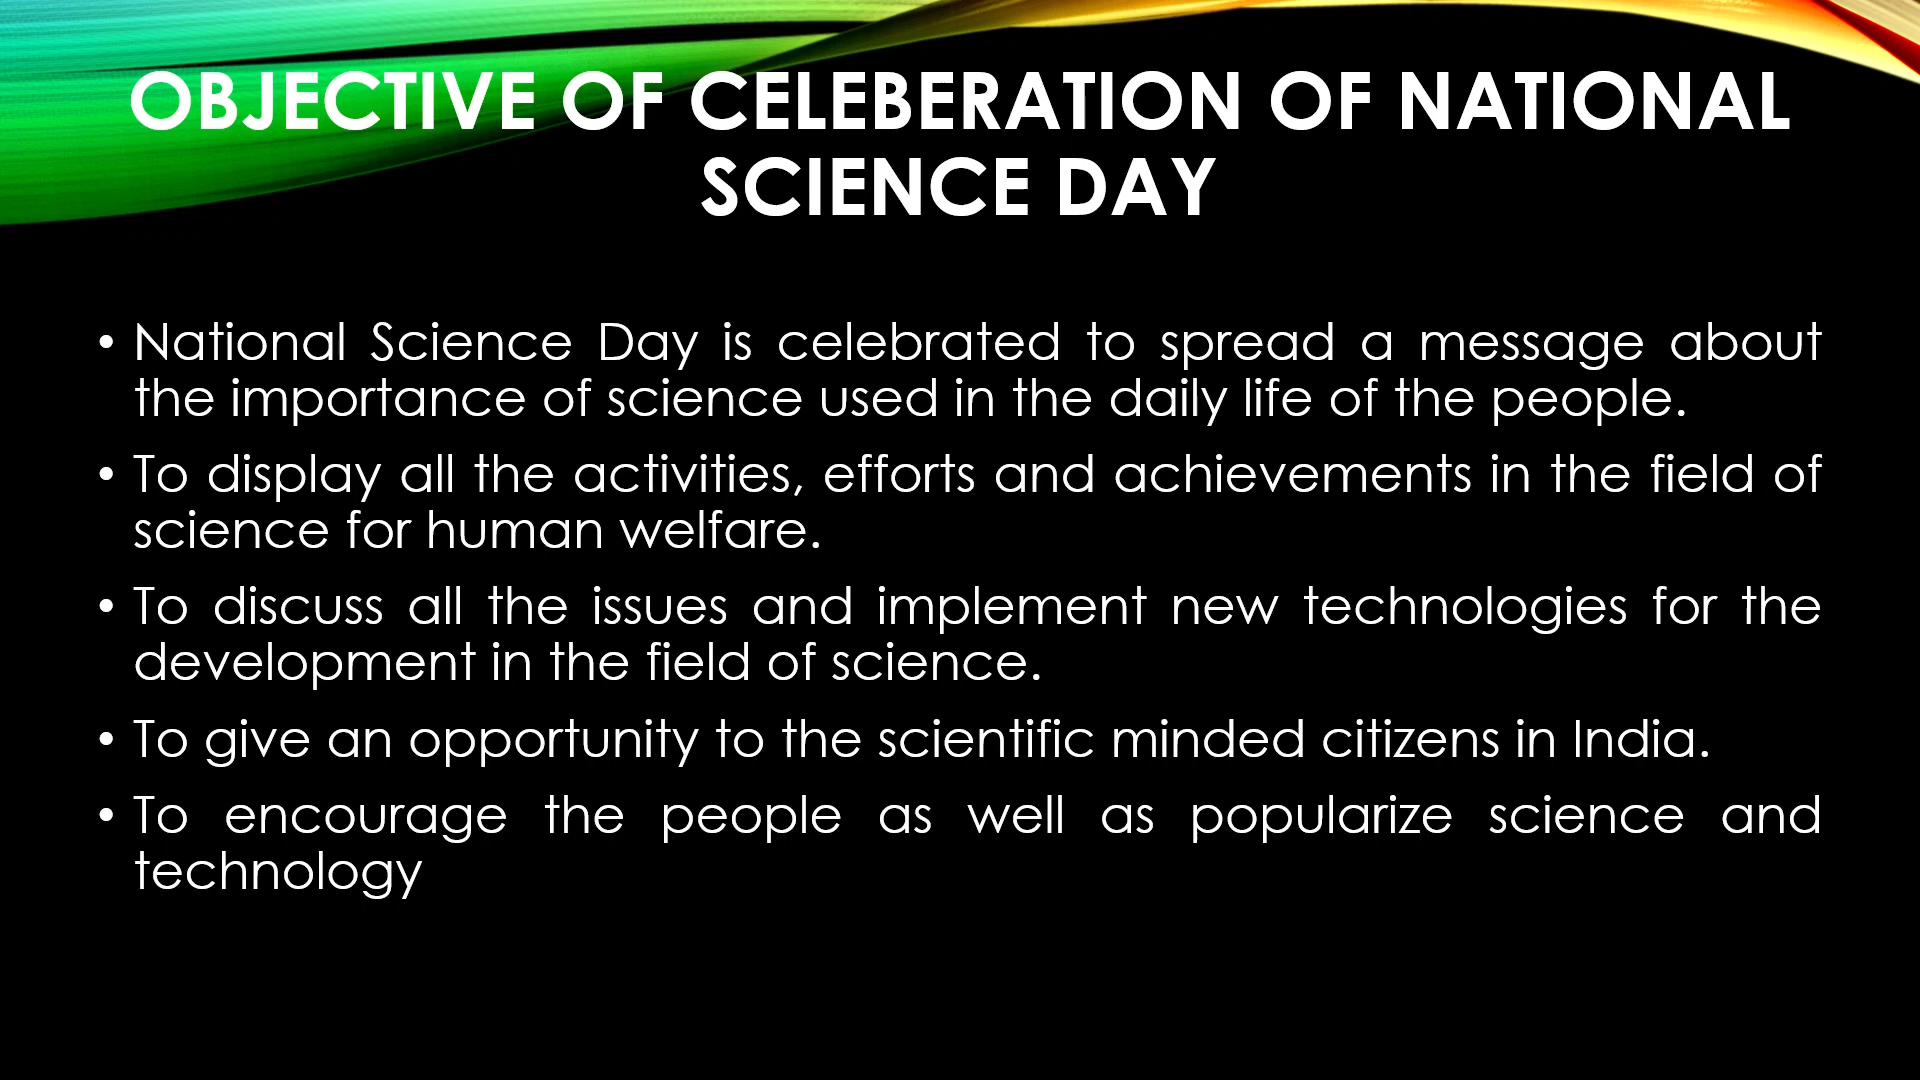 OBJECTIVE OF CELEBERATION OF NATIONAL
SCIENCE DAY
• National Science Day is celebrated to spread a message about
the importance of science used in the daily life of the people.
• To display all the activities, efforts and achievements in the field of
science for human welfare.
• To discuss all the issues and implement new technologies for the
development in the field of science.
• To give an opportunity to the scientific minded citizens in India.
• To encourage the people as well as popularize science and
technology